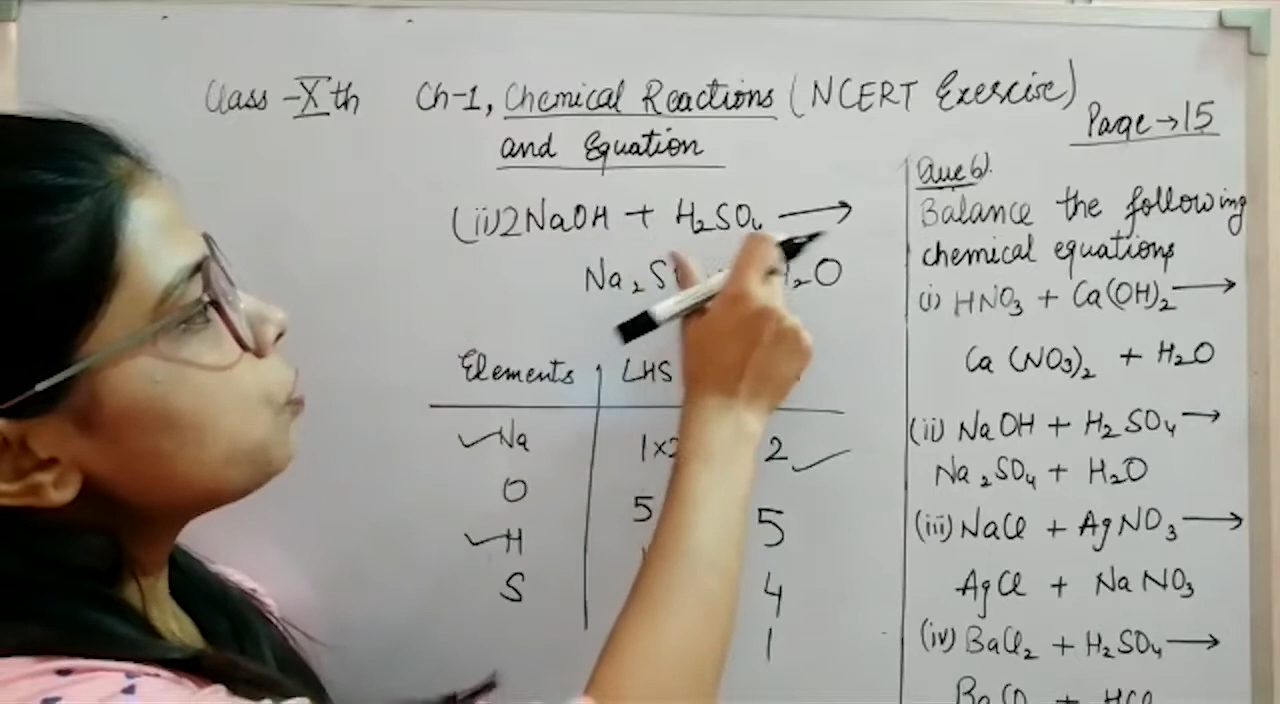 Class -Xth Ch-1, Chemical Reactions (NCERT Exercise)
and Equation
Page→15
(ii)2NaOH + H₂SO₄ ⟶
Na₂S H₂O
Elements LHS
Na 1×2 2
O 5 5
H 4
S 1
Que 6).
Balance the following
chemical equations
(i) HNO₃ + Ca(OH)₂ ⟶
Ca (NO₃)₂ + H₂O
(ii) NaOH + H₂SO₄ ⟶
Na₂SO₄ + H₂O
(iii) NaCl + AgNO₃ ⟶
AgCl + NaNO₃
(iv) BaCl₂ + H₂SO₄ ⟶
+ HCl